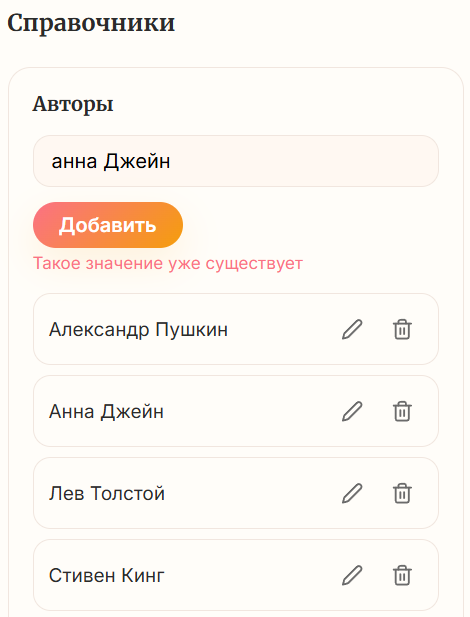 Справочники
Авторы
анна Джейн
Добавить
Такое значение уже существует
Александр Пушкин
Анна Джейн
Лев Толстой
Стивен Кинг